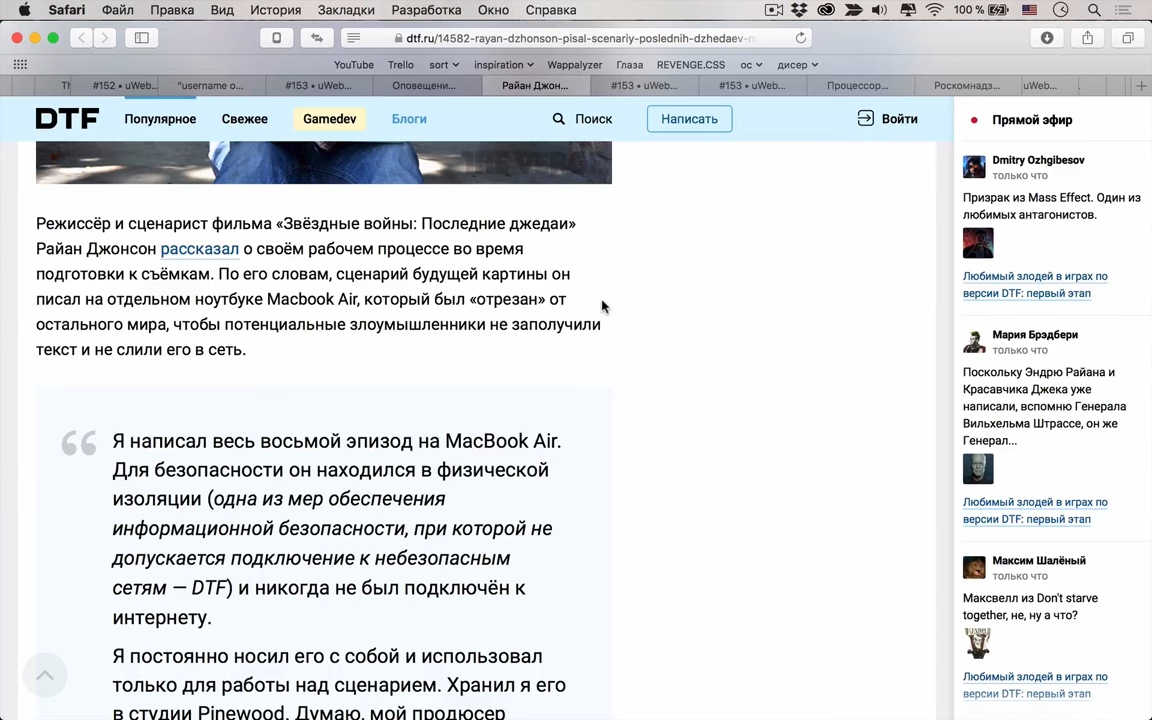 Safari Файл Правка Вид История Закладки Разработка Окно Справка 100 %
dtf.ru/14582-rayan-dzhonson-pisal-scenariy-poslednih-dzhedaev-
YouTube Trello sort inspiration Wappalyzer Глаза REVENGE.CSS ос дисер
#152 • uWeb... "username o... #153 • uWeb... Оповещени... Райан Джон... #153 • uWeb... #153 • uWeb... Процессор... Роскомнадз... uWeb...
DTF Популярное Свежее Gamedev Блоги Поиск Написать Войти
Режиссёр и сценарист фильма «Звёздные войны: Последние джедаи»
Райан Джонсон рассказал о своём рабочем процессе во время
подготовки к съёмкам. По его словам, сценарий будущей картины он
писал на отдельном ноутбуке Macbook Air, который был «отрезан» от
остального мира, чтобы потенциальные злоумышленники не заполучили
текст и не слили его в сеть.
Я написал весь восьмой эпизод на MacBook Air.
Для безопасности он находился в физической
изоляции (одна из мер обеспечения
информационной безопасности, при которой не
допускается подключение к небезопасным
сетям — DTF) и никогда не был подключён к
интернету.
Я постоянно носил его с собой и использовал
только для работы над сценарием. Хранил я его
в студии Pinewood. Думаю, мой продюсер
Прямой эфир
Dmitry Ozhgibesov
только что
Призрак из Mass Effect. Один из
любимых антагонистов.
Любимый злодей в играх по
версии DTF: первый этап
Мария Брэдбери
только что
Поскольку Эндрю Райана и
Красавчика Джека уже
написали, вспомню Генерала
Вильхельма Штрассе, он же
Генерал...
Любимый злодей в играх по
версии DTF: первый этап
Максим Шалёный
только что
Максвелл из Don't starve
together, не, ну а что?
Любимый злодей в играх по
версии DTF: первый этап